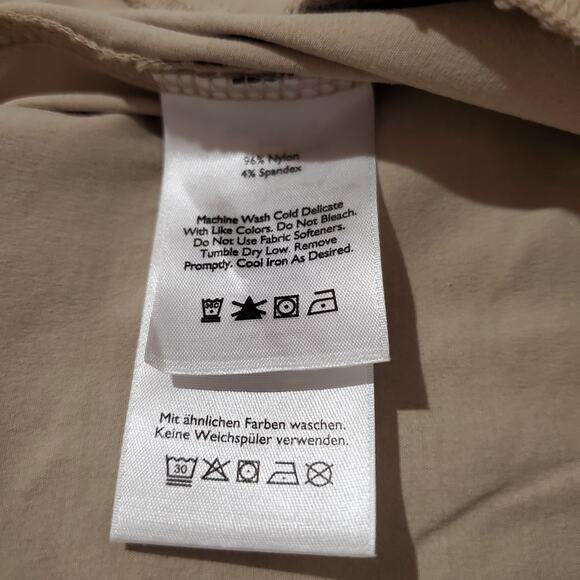 96% Nylon
4% Spandex
Machine Wash Cold Delicate
With Like Colors. Do Not Bleach.
Do Not Use Fabric Softeners.
Tumble Dry Low. Remove
Promptly. Cool Iron As Desired.
Mit ähnlichen Farben waschen.
Keine Weichspüler verwenden.
30